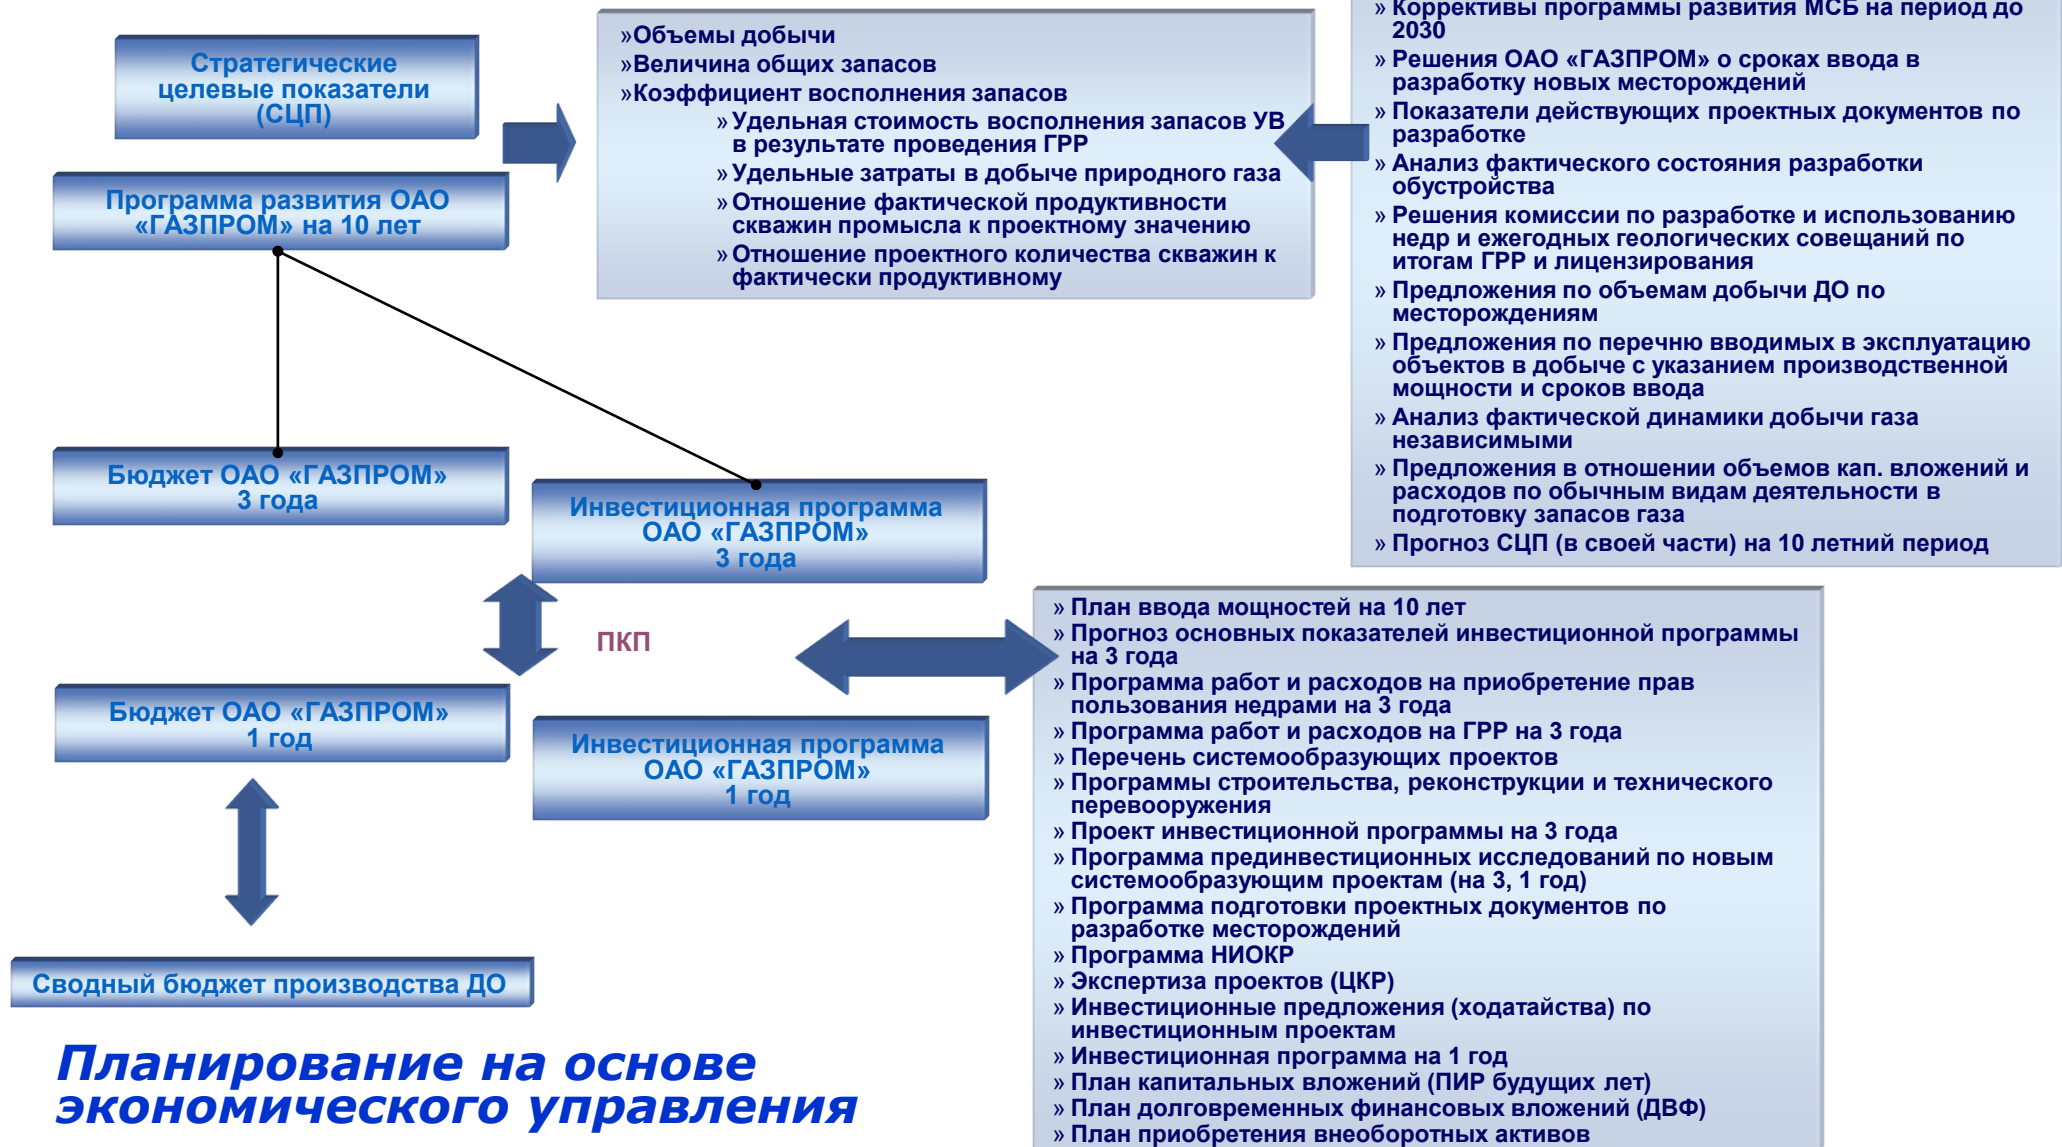 Стратегические
целевые показатели
(СЦП)
Программа развития ОАО
«ГАЗПРОМ» на 10 лет
Бюджет ОАО «ГАЗПРОМ»
3 года
Инвестиционная программа
ОАО «ГАЗПРОМ»
3 года
ПКП
Бюджет ОАО «ГАЗПРОМ»
1 год
Инвестиционная программа
ОАО «ГАЗПРОМ»
1 год
Сводный бюджет производства ДО
Планирование на основе
экономического управления
»Объемы добычи
»Величина общих запасов
»Коэффициент восполнения запасов
»Удельная стоимость восполнения запасов УВ
в результате проведения ГРР
»Удельные затраты в добыче природного газа
»Отношение фактической продуктивности
скважин промысла к проектному значению
»Отношение проектного количества скважин к
фактически продуктивному
» Коррективы программы развития МСБ на период до
2030
» Решения ОАО «ГАЗПРОМ» о сроках ввода в
разработку новых месторождений
» Показатели действующих проектных документов по
разработке
» Анализ фактического состояния разработки
обустройства
» Решения комиссии по разработке и использованию
недр и ежегодных геологических совещаний по
итогам ГРР и лицензирования
» Предложения по объемам добычи ДО по
месторождениям
» Предложения по перечню вводимых в эксплуатацию
объектов в добыче с указанием производственной
мощности и сроков ввода
» Анализ фактической динамики добычи газа
независимыми
» Предложения в отношении объемов кап. вложений и
расходов по обычным видам деятельности в
подготовку запасов газа
» Прогноз СЦП (в своей части) на 10 летний период
» План ввода мощностей на 10 лет
» Прогноз основных показателей инвестиционной программы
на 3 года
» Программа работ и расходов на приобретение прав
пользования недрами на 3 года
» Программа работ и расходов на ГРР на 3 года
» Перечень системообразующих проектов
» Программы строительства, реконструкции и технического
перевооружения
» Проект инвестиционной программы на 3 года
» Программа прединвестиционных исследований по новым
системообразующим проектам (на 3, 1 год)
» Программа подготовки проектных документов по
разработке месторождений
» Программа НИОКР
» Экспертиза проектов (ЦКР)
» Инвестиционные предложения (ходатайства) по
инвестиционным проектам
» Инвестиционная программа на 1 год
» План капитальных вложений (ПИР будущих лет)
» План долговременных финансовых вложений (ДВФ)
» План приобретения внеоборотных активов